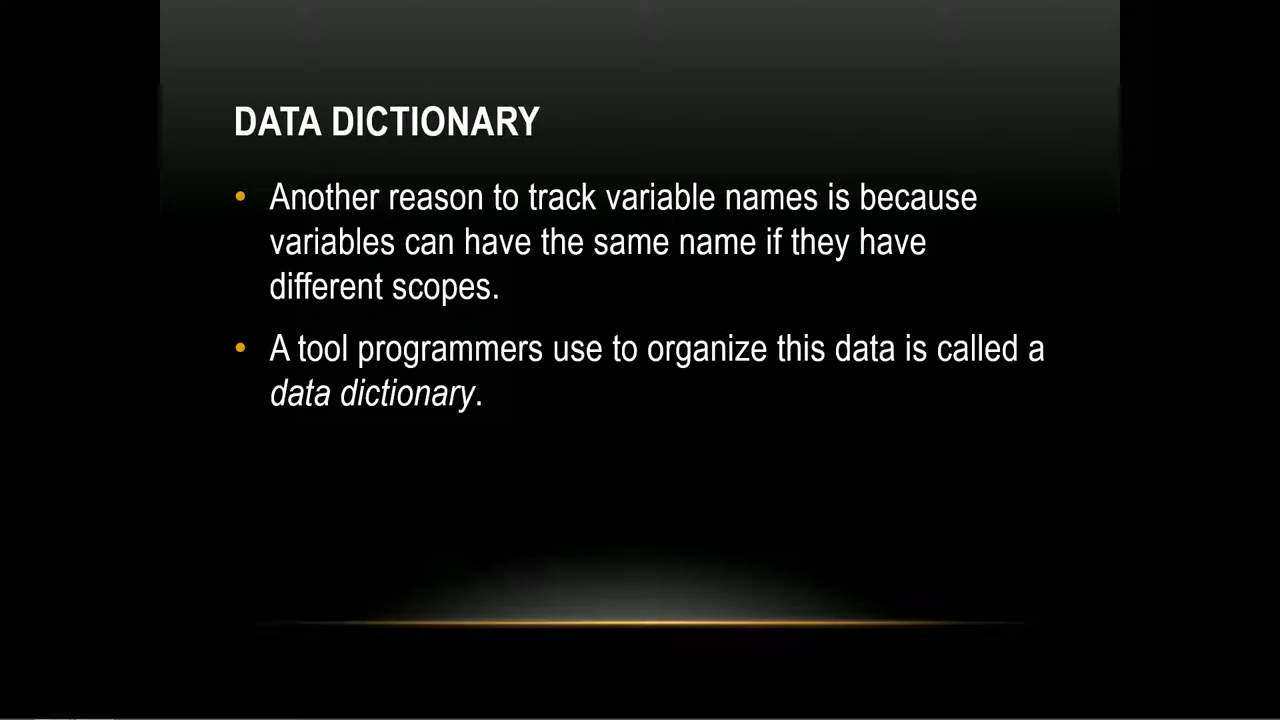 DATA DICTIONARY
• Another reason to track variable names is because
variables can have the same name if they have
different scopes.
• A tool programmers use to organize this data is called a
data dictionary.